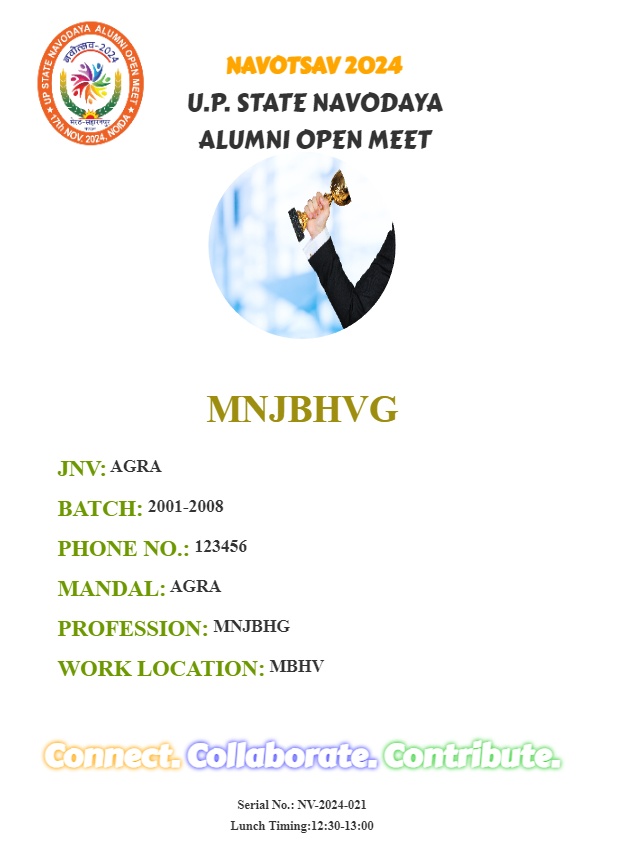 UP STATE NAVODAYA ALUMNI OPEN MEET
नवोत्सव-2024
मेरठ-सहारनपुर
★ 17th NOV. 2024, NOIDA ★
NAVOTSAV 2024
U.P. STATE NAVODAYA
ALUMNI OPEN MEET
MNJBHVG
JNV: AGRA
BATCH: 2001-2008
PHONE NO.: 123456
MANDAL: AGRA
PROFESSION: MNJBHG
WORK LOCATION: MBHV
Connect. Collaborate. Contribute.
Serial No.: NV-2024-021
Lunch Timing:12:30-13:00